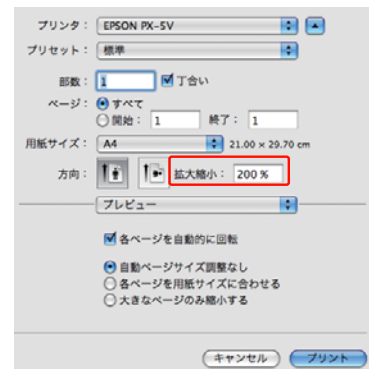 プリンタ： EPSON PX-5V
プリセット： 標準
部数： 1 丁合い
ページ： すべて
開始： 1 終了： 1
用紙サイズ： A4 21.00 × 29.70 cm
方向： 拡大縮小： 200 %
プレビュー
各ページを自動的に回転
自動ページサイズ調整なし
各ページを用紙サイズに合わせる
大きなページのみ縮小する
キャンセル プリント